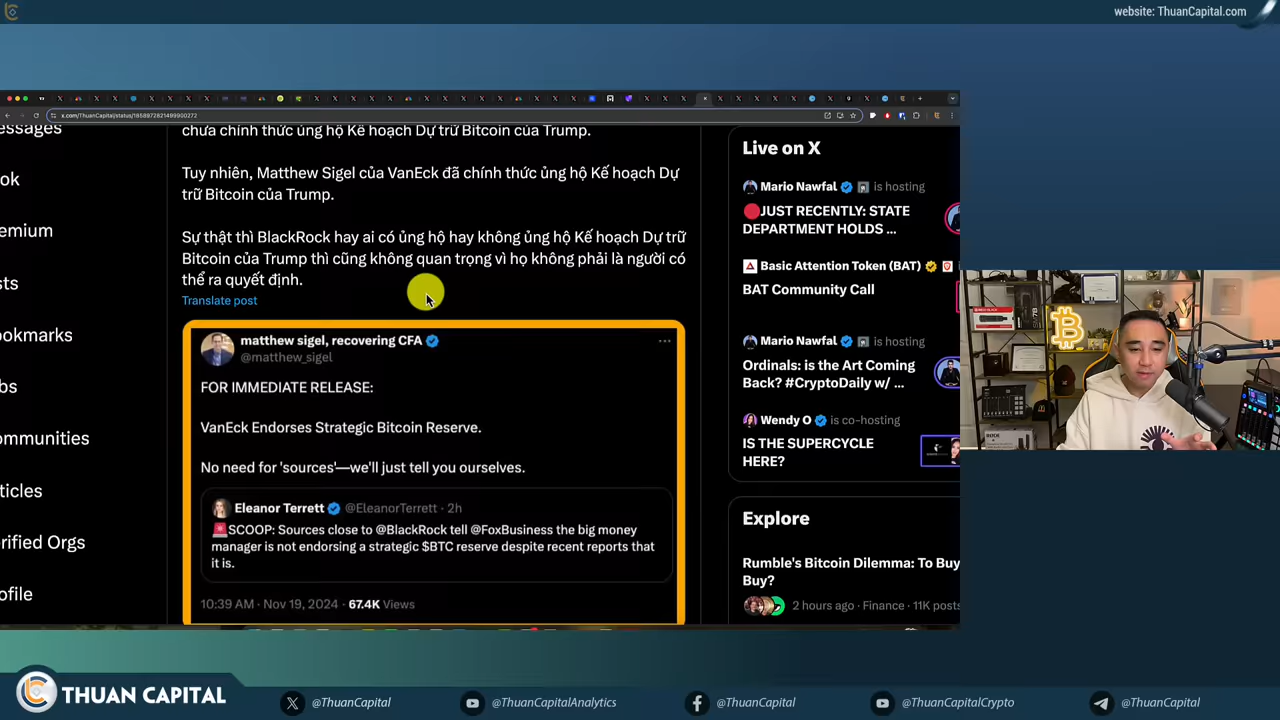 website: ThuanCapital.com
x.com/ThuanCapital/status/1858972821499900272
essages
ok
emium
sts
ookmarks
bs
ommunities
ticles
rified Orgs
ofile
chưa chính thức ủng hộ Kế hoạch Dự trữ Bitcoin của Trump.
Tuy nhiên, Matthew Sigel của VanEck đã chính thức ủng hộ Kế hoạch Dự
trữ Bitcoin của Trump.
Sự thật thì BlackRock hay ai có ủng hộ hay không ủng hộ Kế hoạch Dự trữ
Bitcoin của Trump thì cũng không quan trọng vì họ không phải là người có
thể ra quyết định.
Translate post
matthew sigel, recovering CFA
@matthew_sigel
FOR IMMEDIATE RELEASE:
VanEck Endorses Strategic Bitcoin Reserve.
No need for 'sources'—we'll just tell you ourselves.
Eleanor Terrett @EleanorTerrett · 2h
🚨SCOOP: Sources close to @BlackRock tell @FoxBusiness the big money
manager is not endorsing a strategic $BTC reserve despite recent reports that
it is.
10:39 AM · Nov 19, 2024 · 67.4K Views
Live on X
Mario Nawfal is hosting
🔴JUST RECENTLY: STATE
DEPARTMENT HOLDS ...
Basic Attention Token (BAT) is
BAT Community Call
Mario Nawfal is hosting
Ordinals: is the Art Coming
Back? #CryptoDaily w/ ...
Wendy O is co-hosting
IS THE SUPERCYCLE
HERE?
Explore
Rumble's Bitcoin Dilemma: To Buy
Buy?
2 hours ago · Finance · 11K posts
THUAN CAPITAL
@ThuanCapital
@ThuanCapitalAnalytics
@ThuanCapital
@ThuanCapitalCrypto
@ThuanCapital